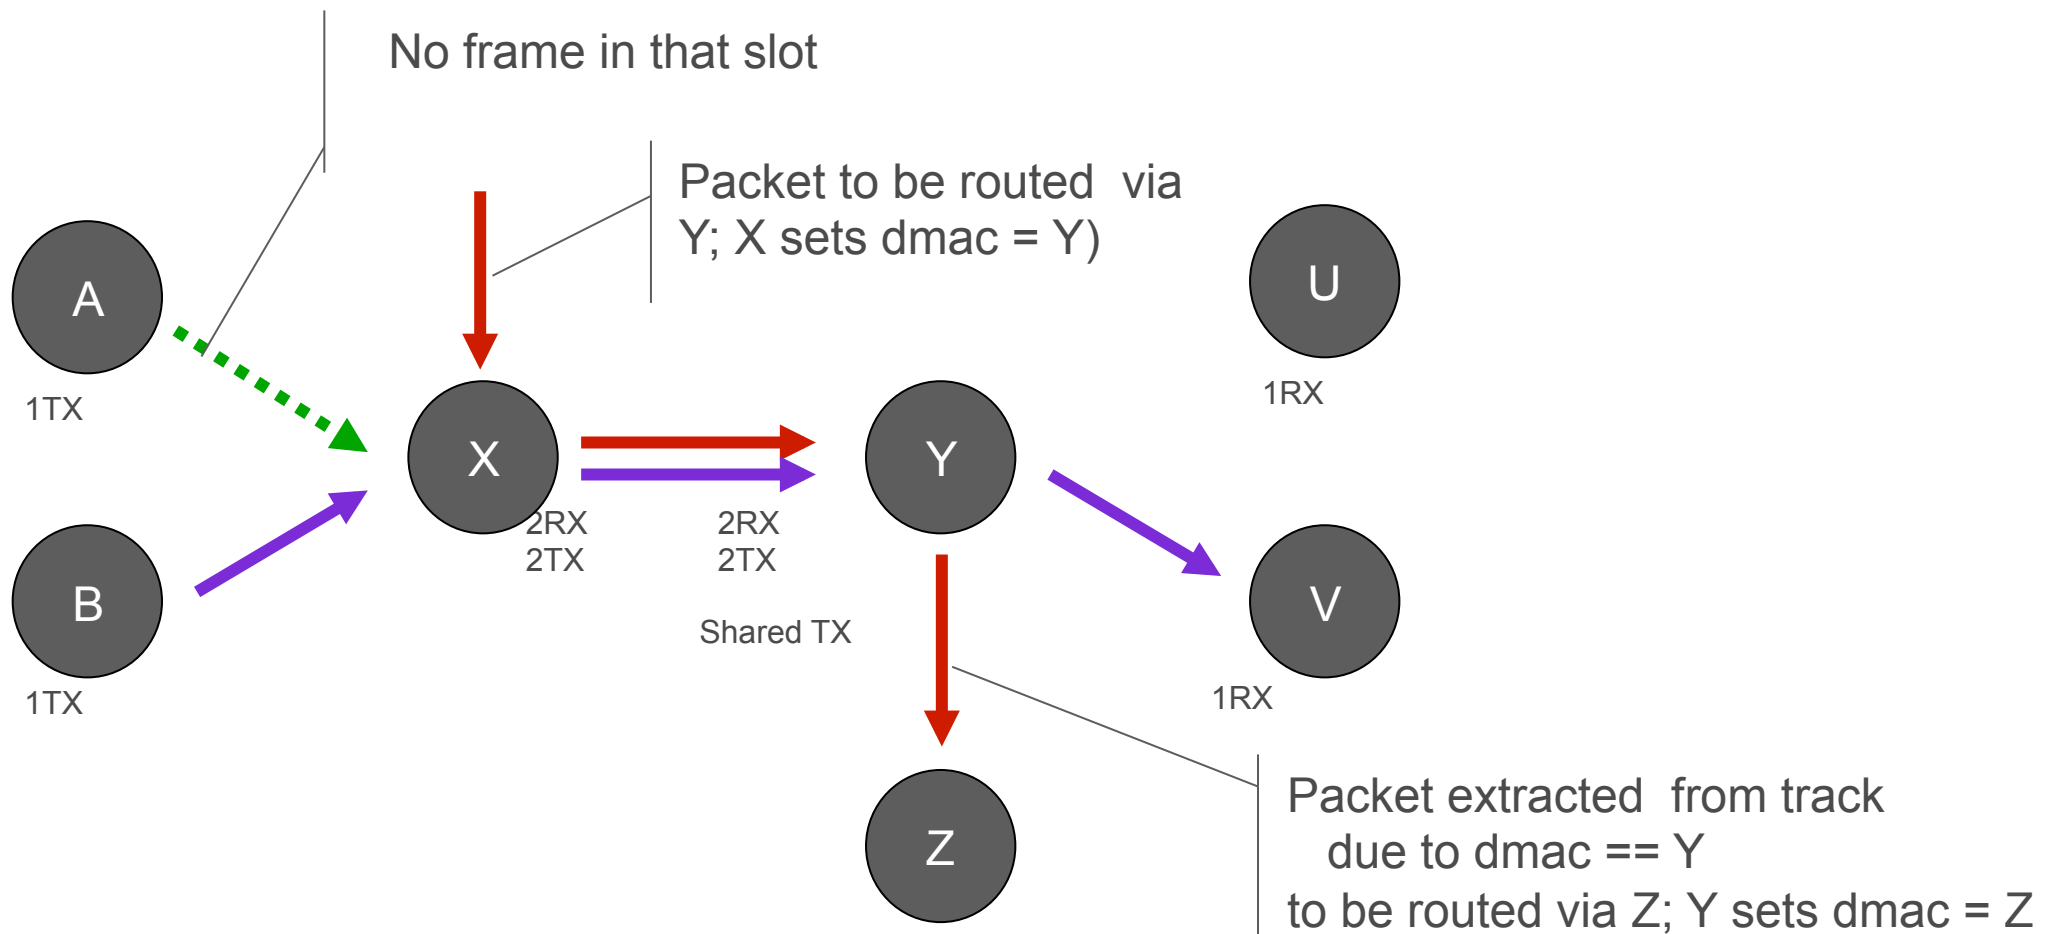 No frame in that slot
Packet to be routed  via
Y; X sets dmac = Y)
A
1TX
U
1RX
X
2RX
2TX
Y
2RX
2TX
B
1TX
Shared TX
V
1RX
Z
Packet extracted  from track
due to dmac == Y
to be routed via Z; Y sets dmac = Z